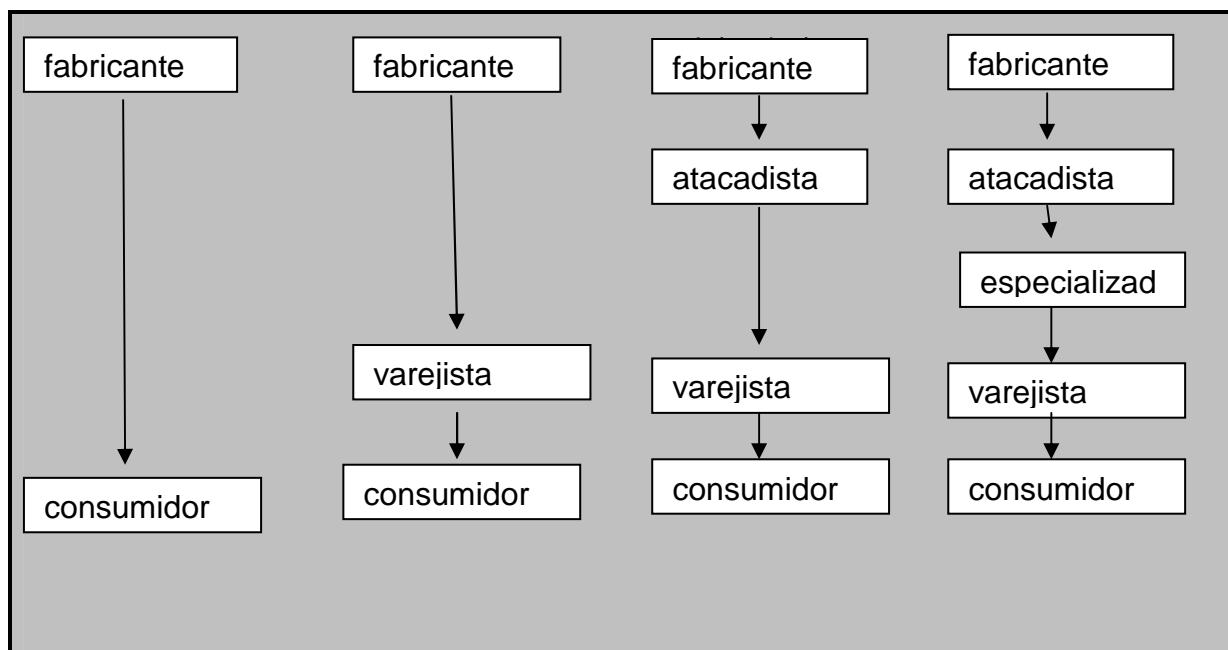 fabricante
consumidor
fabricante
varejista
consumidor
fabricante
atacadista
varejista
consumidor
fabricante
atacadista
especializad
varejista
consumidor